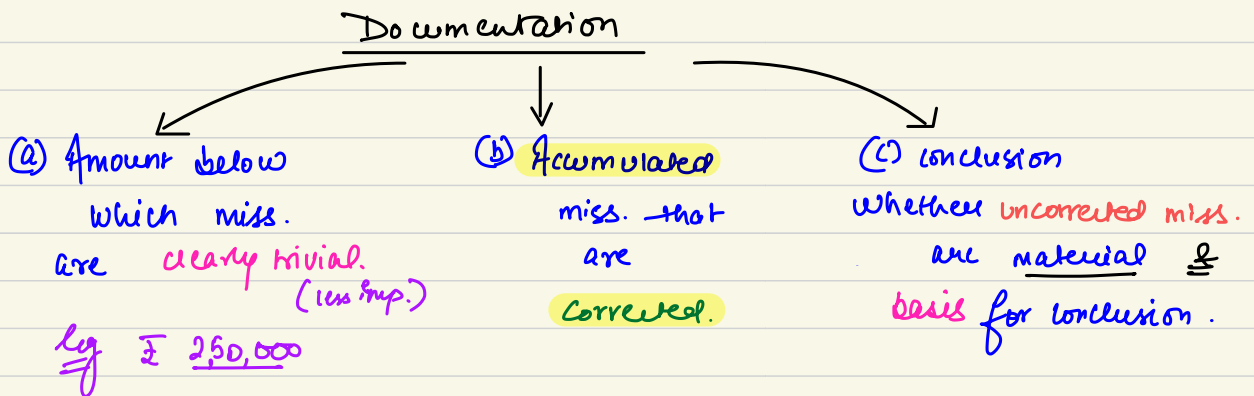 Documentation
(a) Amount below
which miss.
are clearly trivial.
(less imp.)
Eg ₹ 2,50,000
(b) Accumulated
miss. that
are
corrected.
(c) conclusion
whether uncorrected miss.
are material &
basis for conclusion.